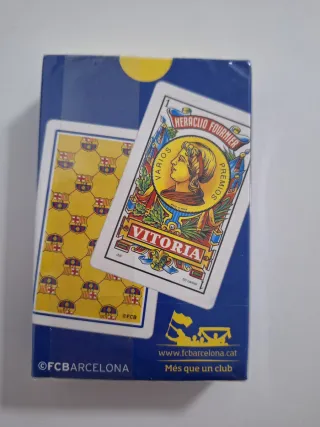 HERACLIO FOURNIER
VARIOS PREMIOS
VITORIA
©FCB
©FCBARCELONA
www.fcbarcelona.cat
Més que un club